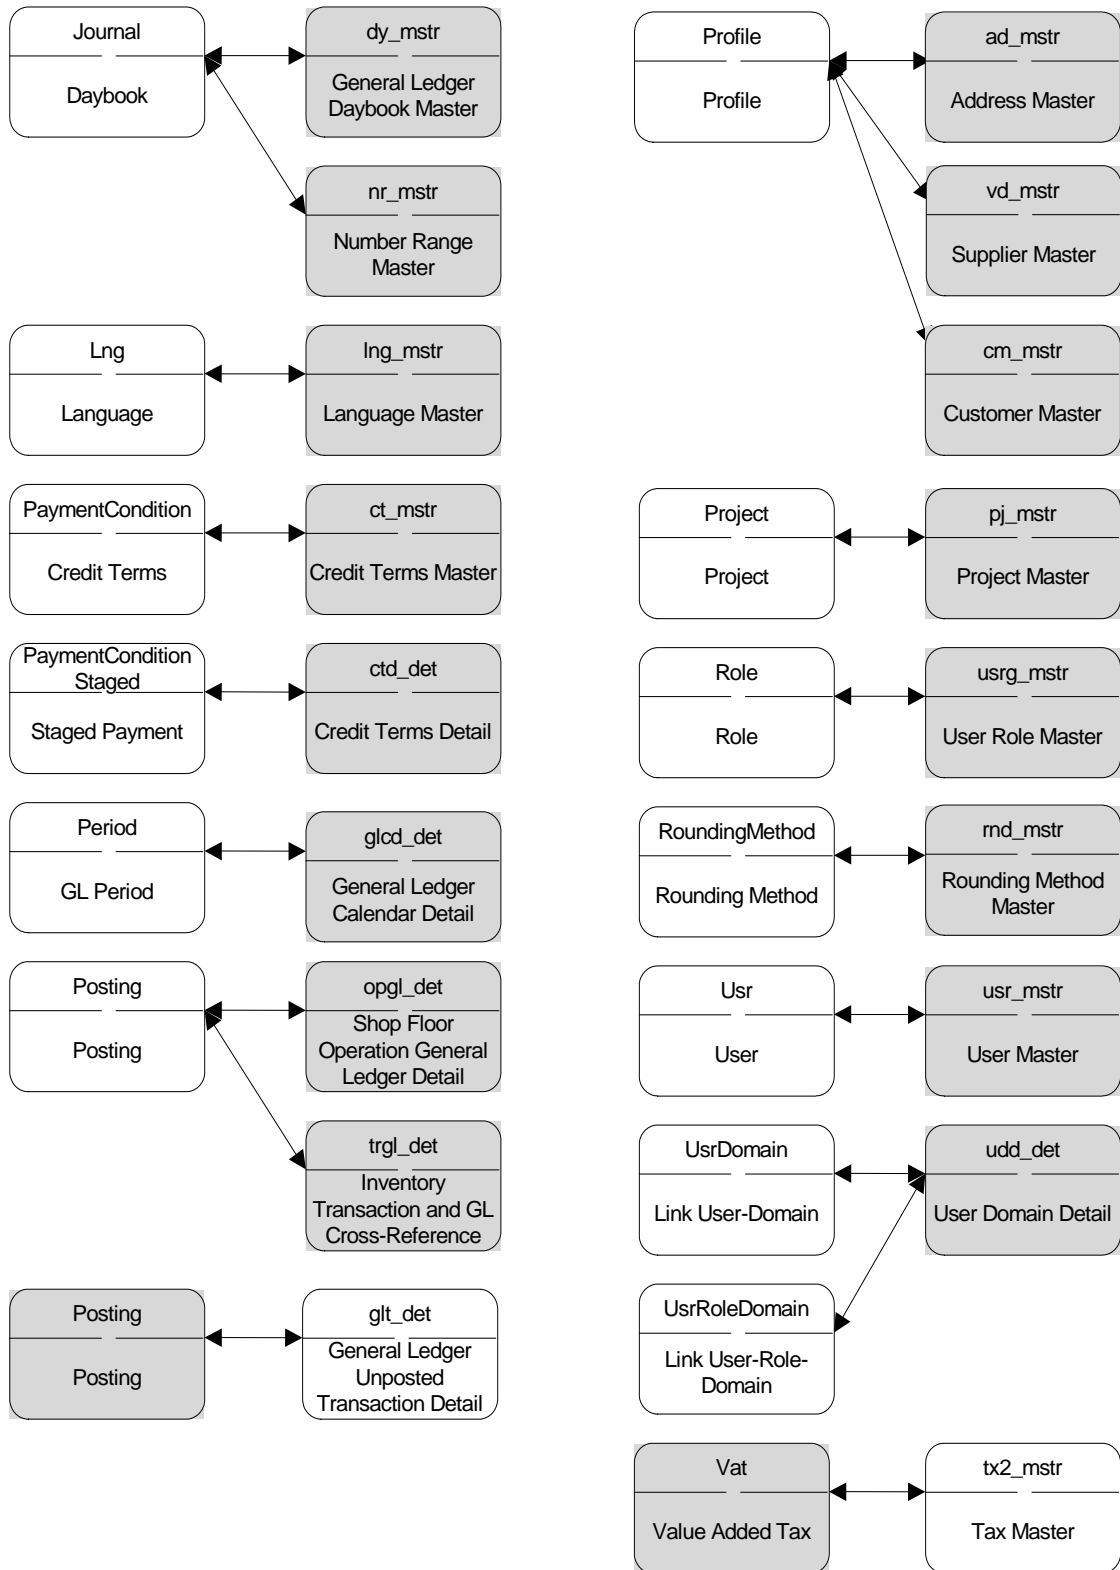 Journal
Daybook
dy_mstr
General Ledger
Daybook Master
nr_mstr
Number Range
Master
Lng
Language
lng_mstr
Language Master
PaymentCondition
Credit Terms
ct_mstr
Credit Terms Master
PaymentCondition
Staged
Staged Payment
ctd_det
Credit Terms Detail
Period
GL Period
glcd_det
General Ledger
Calendar Detail
Posting
Posting
opgl_det
Shop Floor
Operation General
Ledger Detail
trgl_det
Inventory
Transaction and GL
Cross-Reference
Posting
Posting
glt_det
General Ledger
Unposted
Transaction Detail
Profile
Profile
ad_mstr
Address Master
vd_mstr
Supplier Master
cm_mstr
Customer Master
Project
Project
pj_mstr
Project Master
Role
Role
usrg_mstr
User Role Master
RoundingMethod
Rounding Method
rnd_mstr
Rounding Method
Master
Usr
User
usr_mstr
User Master
UsrDomain
Link User-Domain
udd_det
User Domain Detail
UsrRoleDomain
Link User-Role-
Domain
Vat
Value Added Tax
tx2_mstr
Tax Master